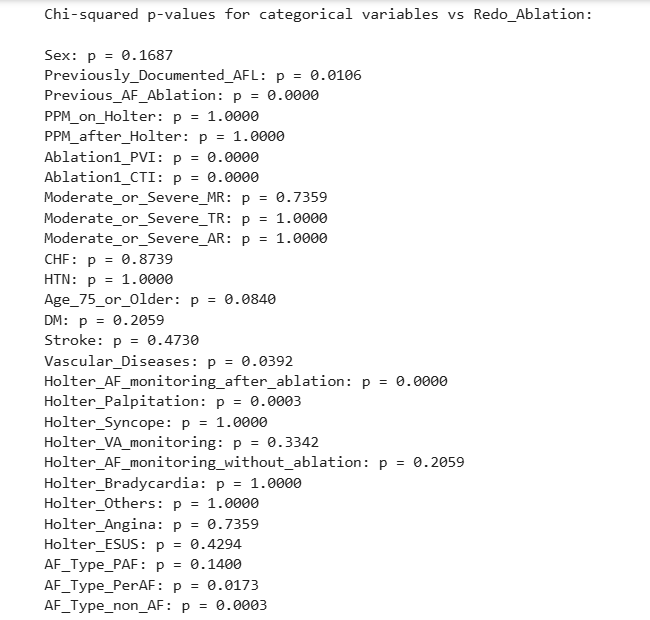 Chi-squared p-values for categorical variables vs Redo_Ablation:
Sex: p = 0.1687
Previously_Documented_AFL: p = 0.0106
Previous_AF_Ablation: p = 0.0000
PPM_on_Holter: p = 1.0000
PPM_after_Holter: p = 1.0000
Ablation1_PVI: p = 0.0000
Ablation1_CTI: p = 0.0000
Moderate_or_Severe_MR: p = 0.7359
Moderate_or_Severe_TR: p = 1.0000
Moderate_or_Severe_AR: p = 1.0000
CHF: p = 0.8739
HTN: p = 1.0000
Age_75_or_Older: p = 0.0840
DM: p = 0.2059
Stroke: p = 0.4730
Vascular_Diseases: p = 0.0392
Holter_AF_monitoring_after_ablation: p = 0.0000
Holter_Palpitation: p = 0.0003
Holter_Syncope: p = 1.0000
Holter_VA_monitoring: p = 0.3342
Holter_AF_monitoring_without_ablation: p = 0.2059
Holter_Bradycardia: p = 1.0000
Holter_Others: p = 1.0000
Holter_Angina: p = 0.7359
Holter_ESUS: p = 0.4294
AF_Type_PAF: p = 0.1400
AF_Type_PerAF: p = 0.0173
AF_Type_non_AF: p = 0.0003